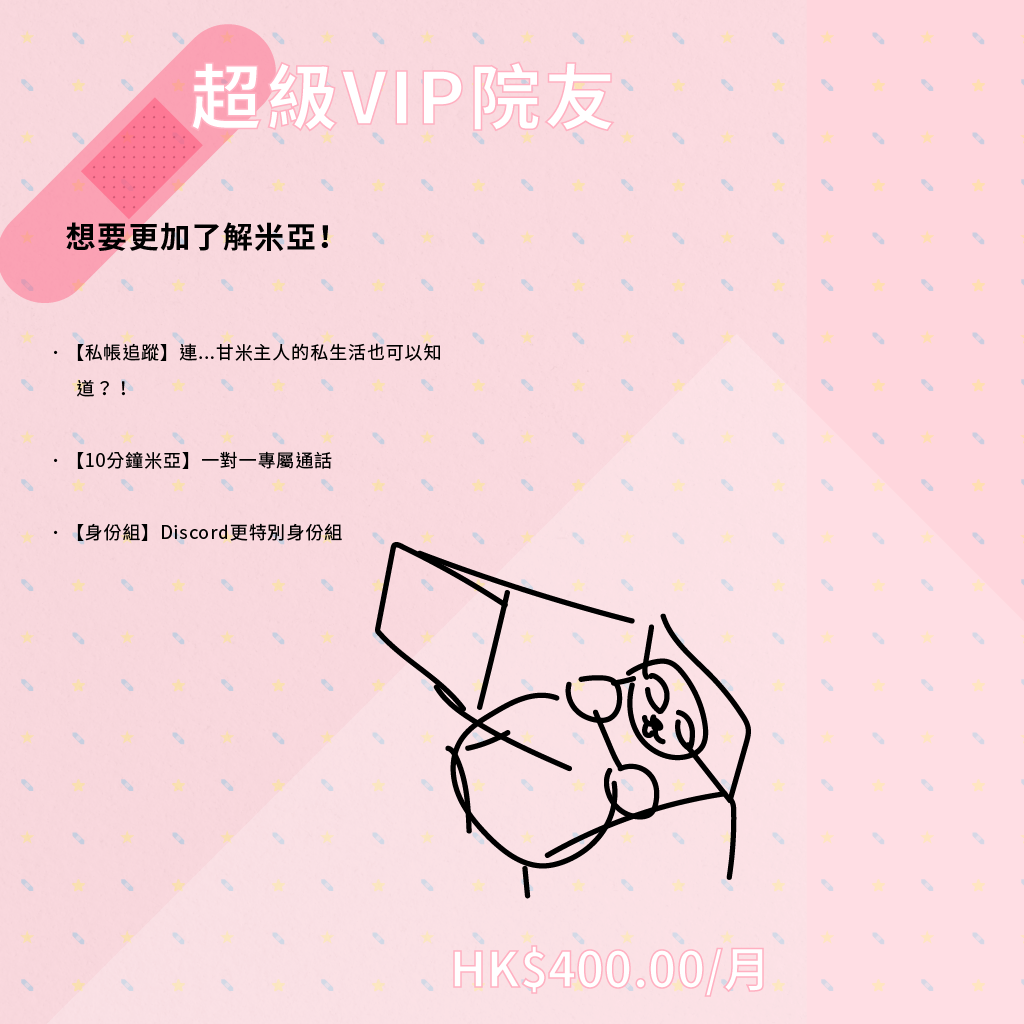 超級VIP院友
想要更加了解米亞!
・【私帳追蹤】連...甘米主人的私生活也可以知
道？！
・【10分鐘米亞】一對一專屬通話
・【身份組】Discord更特別身份組
HK$400.00/月